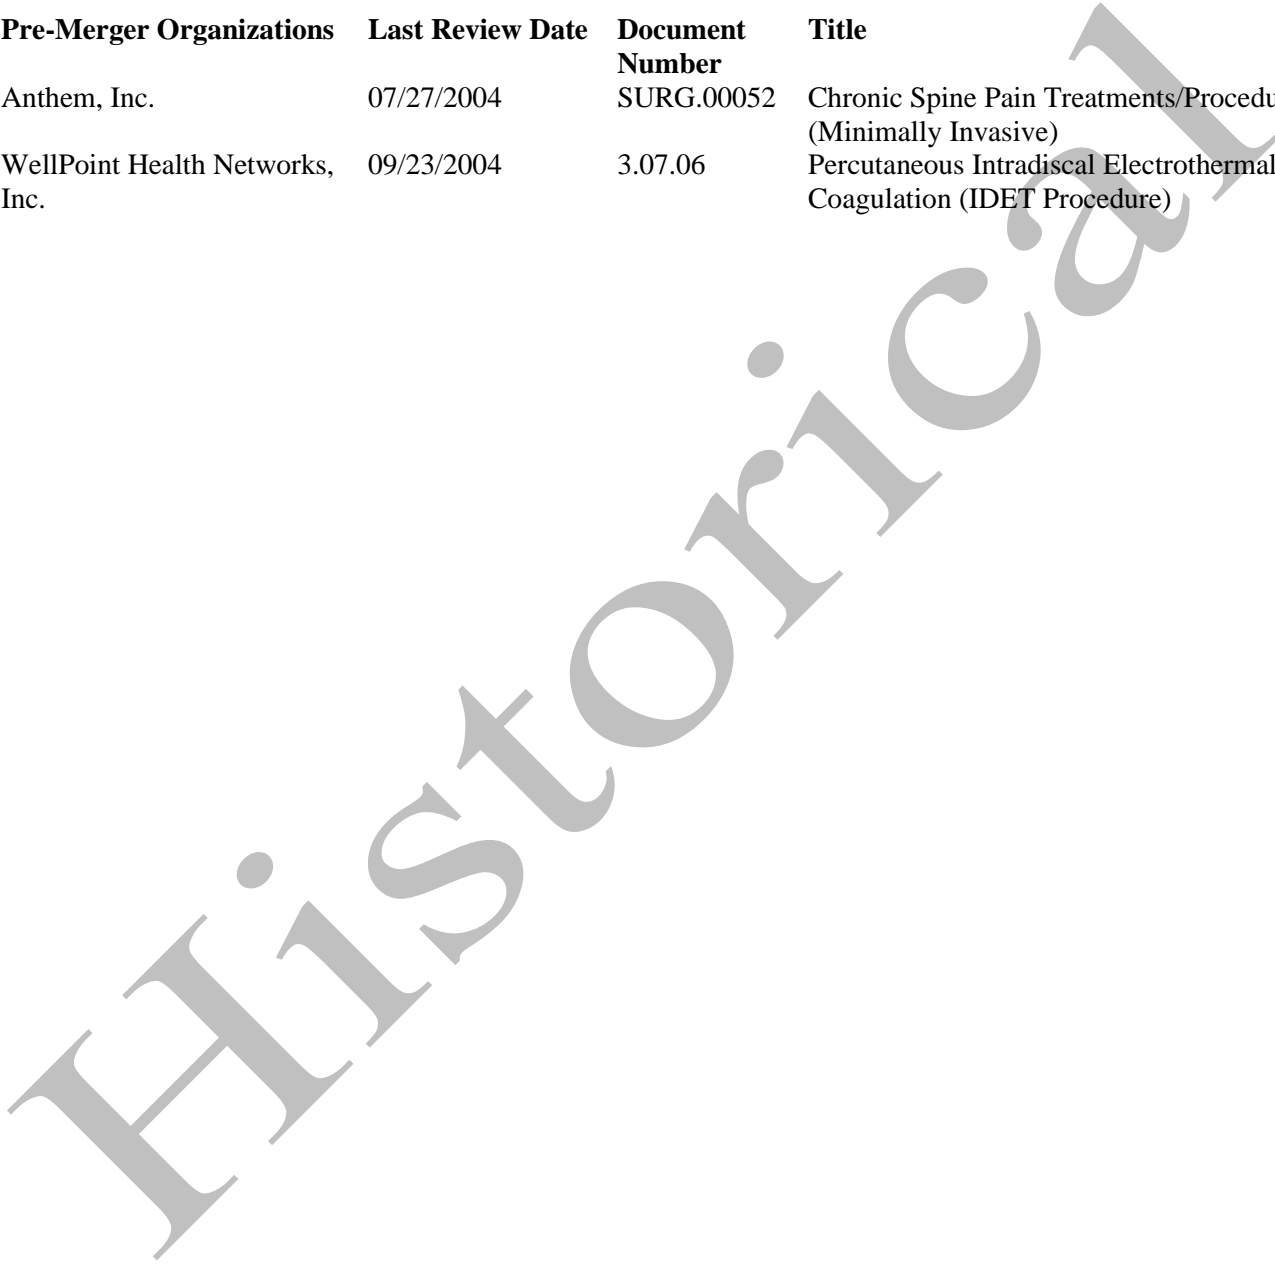 Pre-Merger Organizations Last Review Date Document Title
Number
Anthem, Inc. 07/27/2004 SURG.00052 Chronic Spine Pain Treatments/Procedu
(Minimally Invasive)
WellPoint Health Networks, 09/23/2004 3.07.06 Percutaneous Intradiscal Electrothermal
Inc. Coagulation (IDET Procedure)
Historical